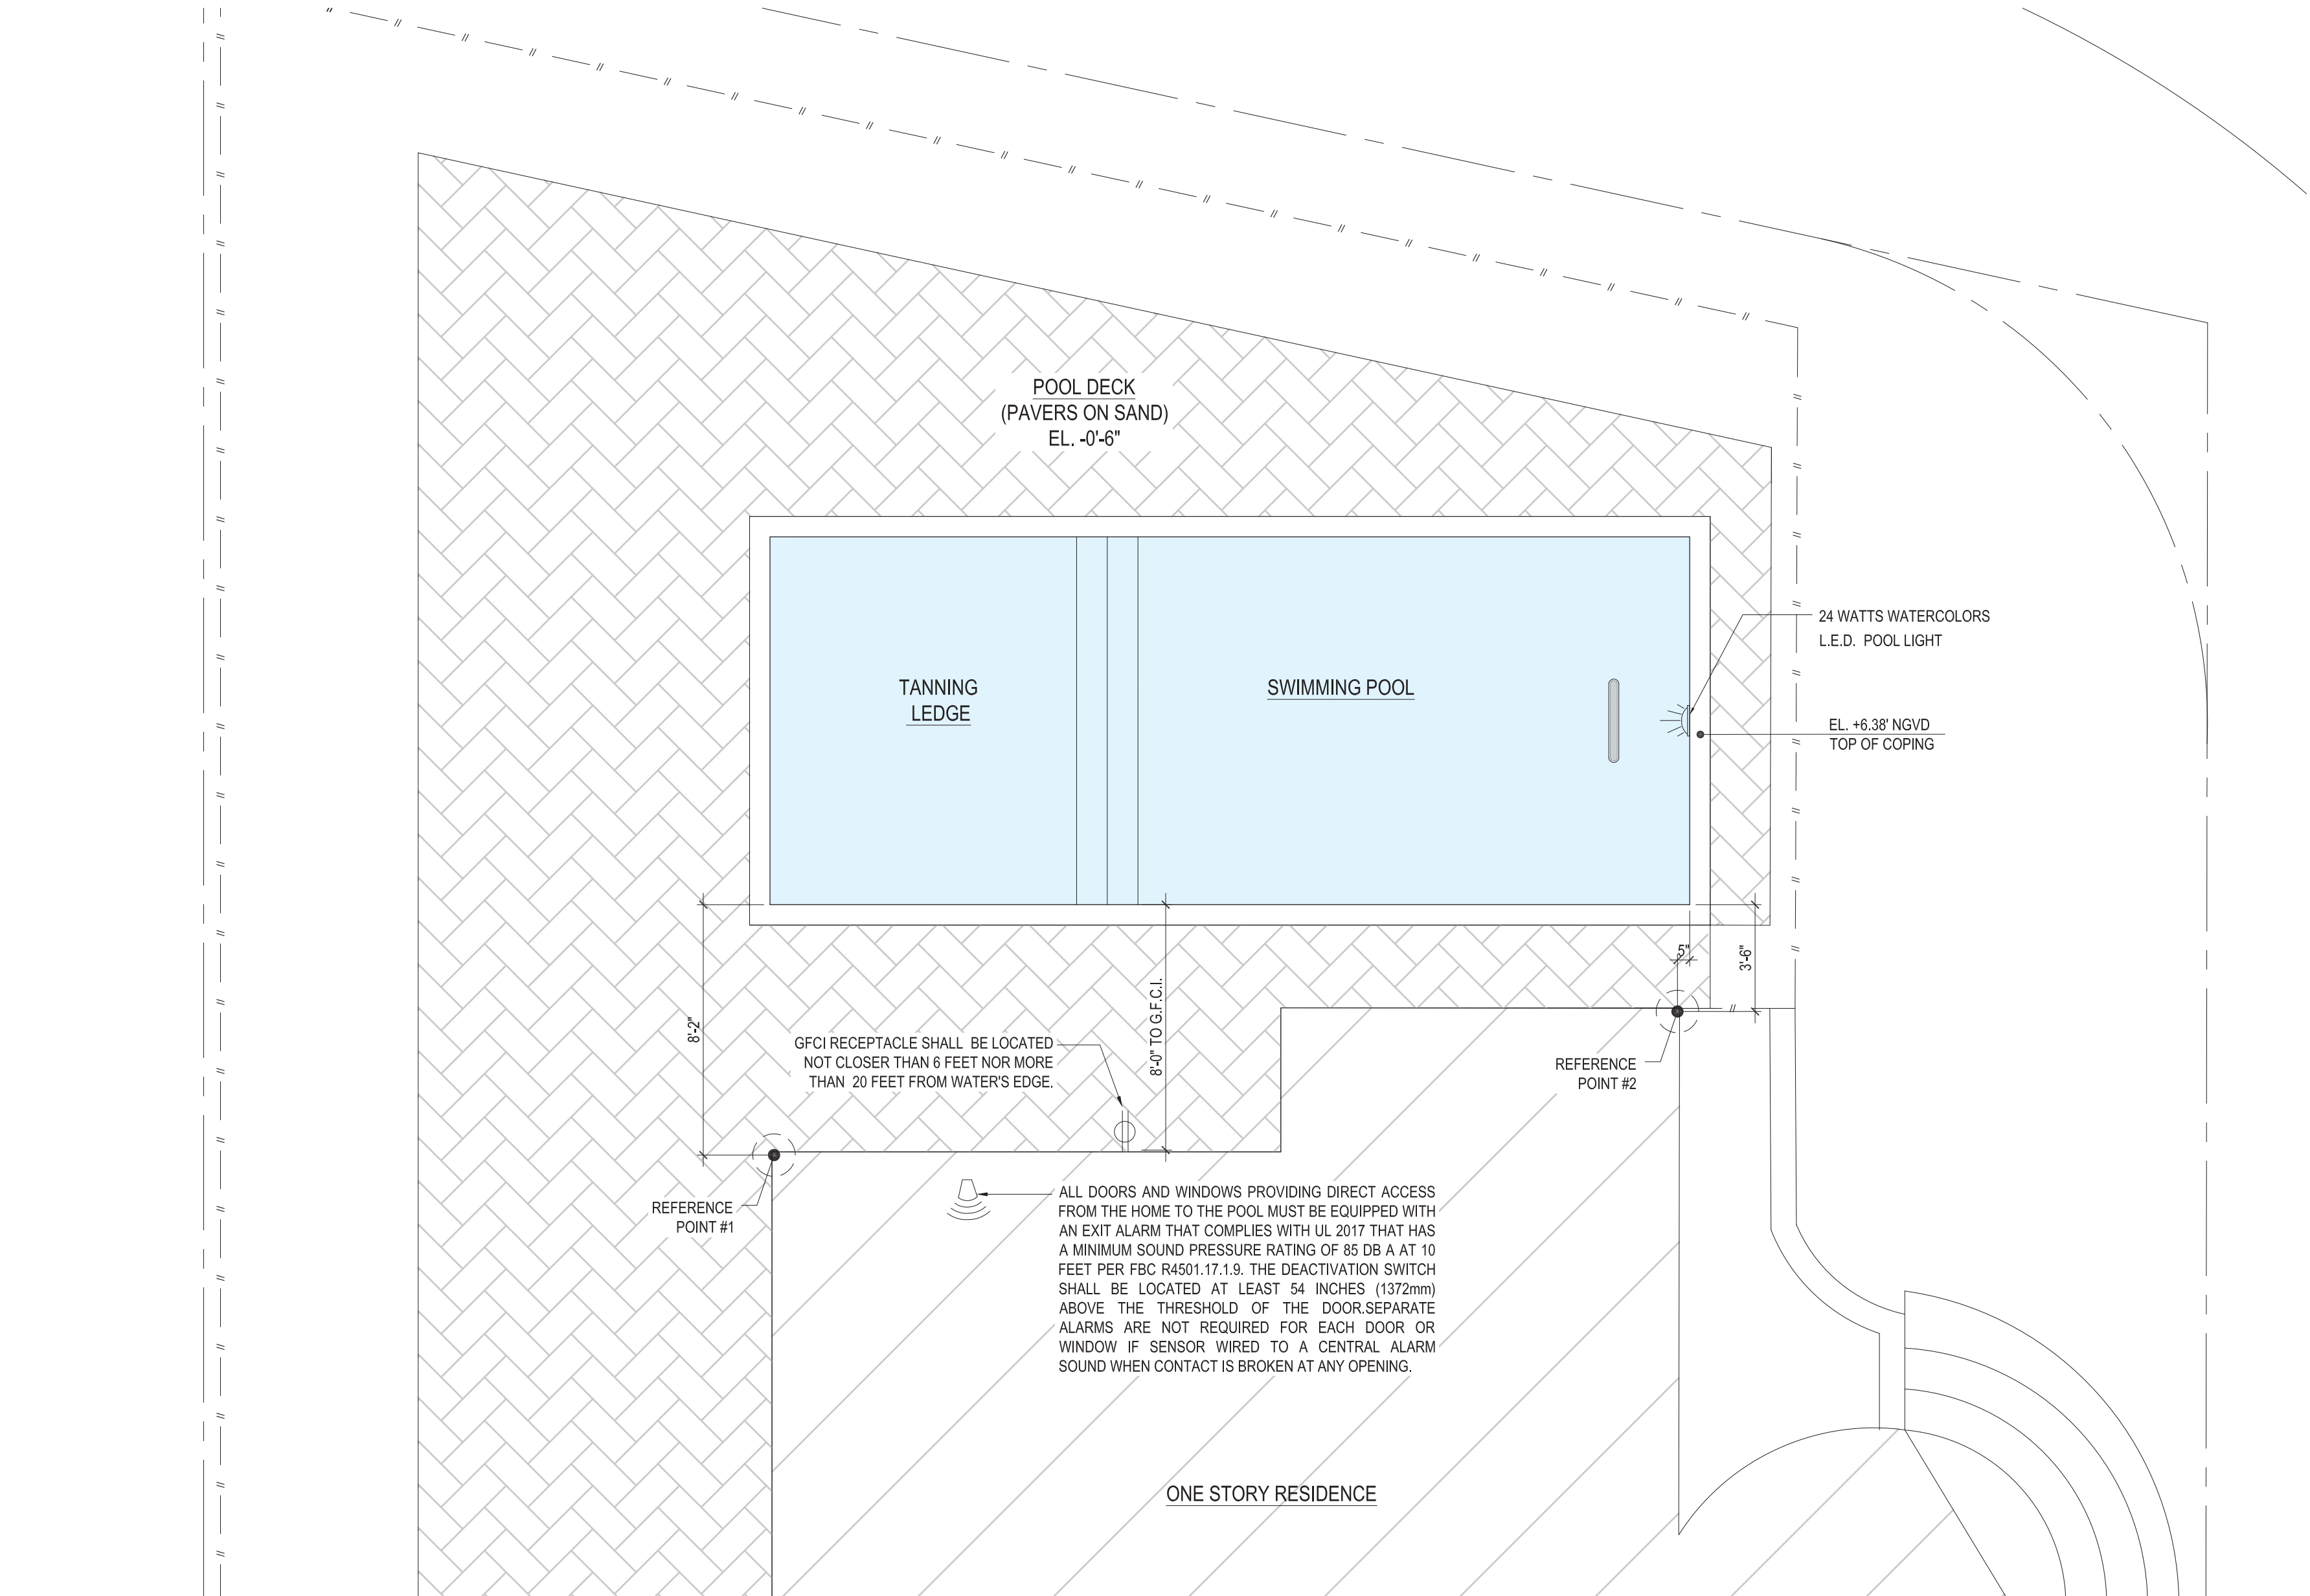 POOL DECK
(PAVERS ON SAND)
EL. -0'-6"
24 WATTS WATERCOLORS
L.E.D. POOL LIGHT
TANNING
LEDGE
SWIMMING POOL
EL. +6.38' NGVD
TOP OF COPING
5"
3'-6"
8'-2"
8'-0" TO G.F.C.I.
GFCI RECEPTACLE SHALL BE LOCATED
NOT CLOSER THAN 6 FEET NOR MORE
THAN 20 FEET FROM WATER'S EDGE.
REFERENCE
POINT #2
REFERENCE
POINT #1
ALL DOORS AND WINDOWS PROVIDING DIRECT ACCESS
FROM THE HOME TO THE POOL MUST BE EQUIPPED WITH
AN EXIT ALARM THAT COMPLIES WITH UL 2017 THAT HAS
A MINIMUM SOUND PRESSURE RATING OF 85 DB A AT 10
FEET PER FBC R4501.17.1.9. THE DEACTIVATION SWITCH
SHALL BE LOCATED AT LEAST 54 INCHES (1372mm)
ABOVE THE THRESHOLD OF THE DOOR.SEPARATE
ALARMS ARE NOT REQUIRED FOR EACH DOOR OR
WINDOW IF SENSOR WIRED TO A CENTRAL ALARM
SOUND WHEN CONTACT IS BROKEN AT ANY OPENING.
ONE STORY RESIDENCE